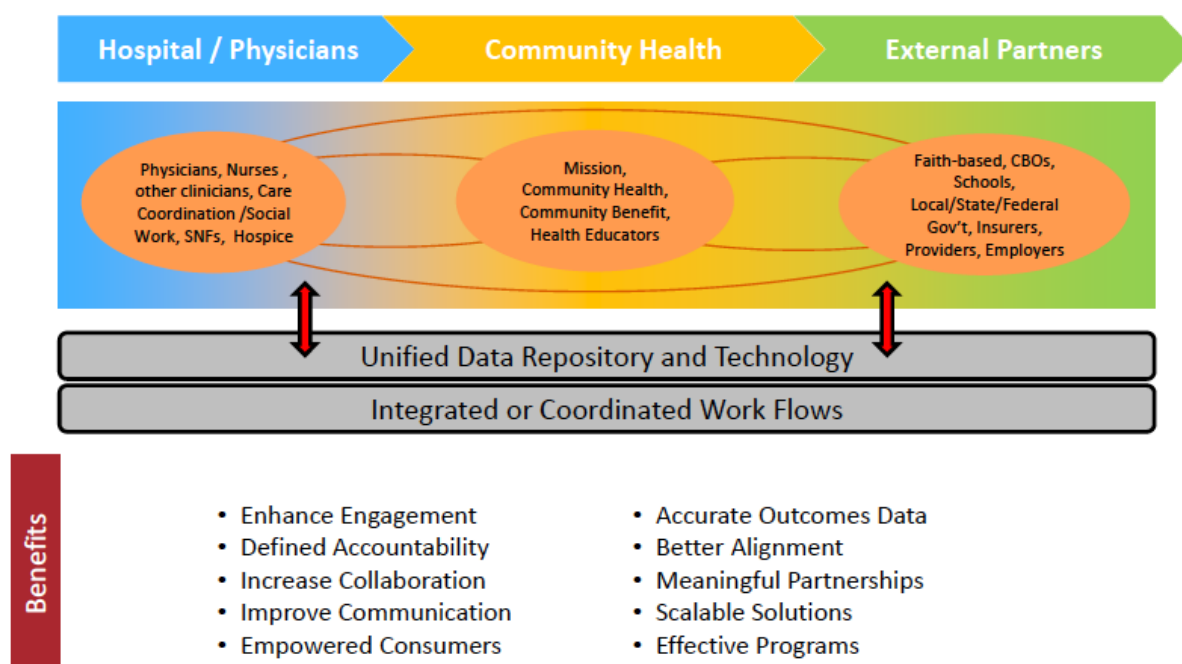 Hospital / Physicians
Community Health
External Partners
Physicians, Nurses ,
other clinicians, Care
Coordination /Social
Work, SNFs, Hospice
Mission,
Community Health,
Community Benefit,
Health Educators
Faith-based, CBOs,
Schools,
Local/State/Federal
Gov't, Insurers,
Providers, Employers
Unified Data Repository and Technology
Integrated or Coordinated Work Flows
Benefits
• Enhance Engagement
• Defined Accountability
• Increase Collaboration
• Improve Communication
• Empowered Consumers
• Accurate Outcomes Data
• Better Alignment
• Meaningful Partnerships
• Scalable Solutions
• Effective Programs